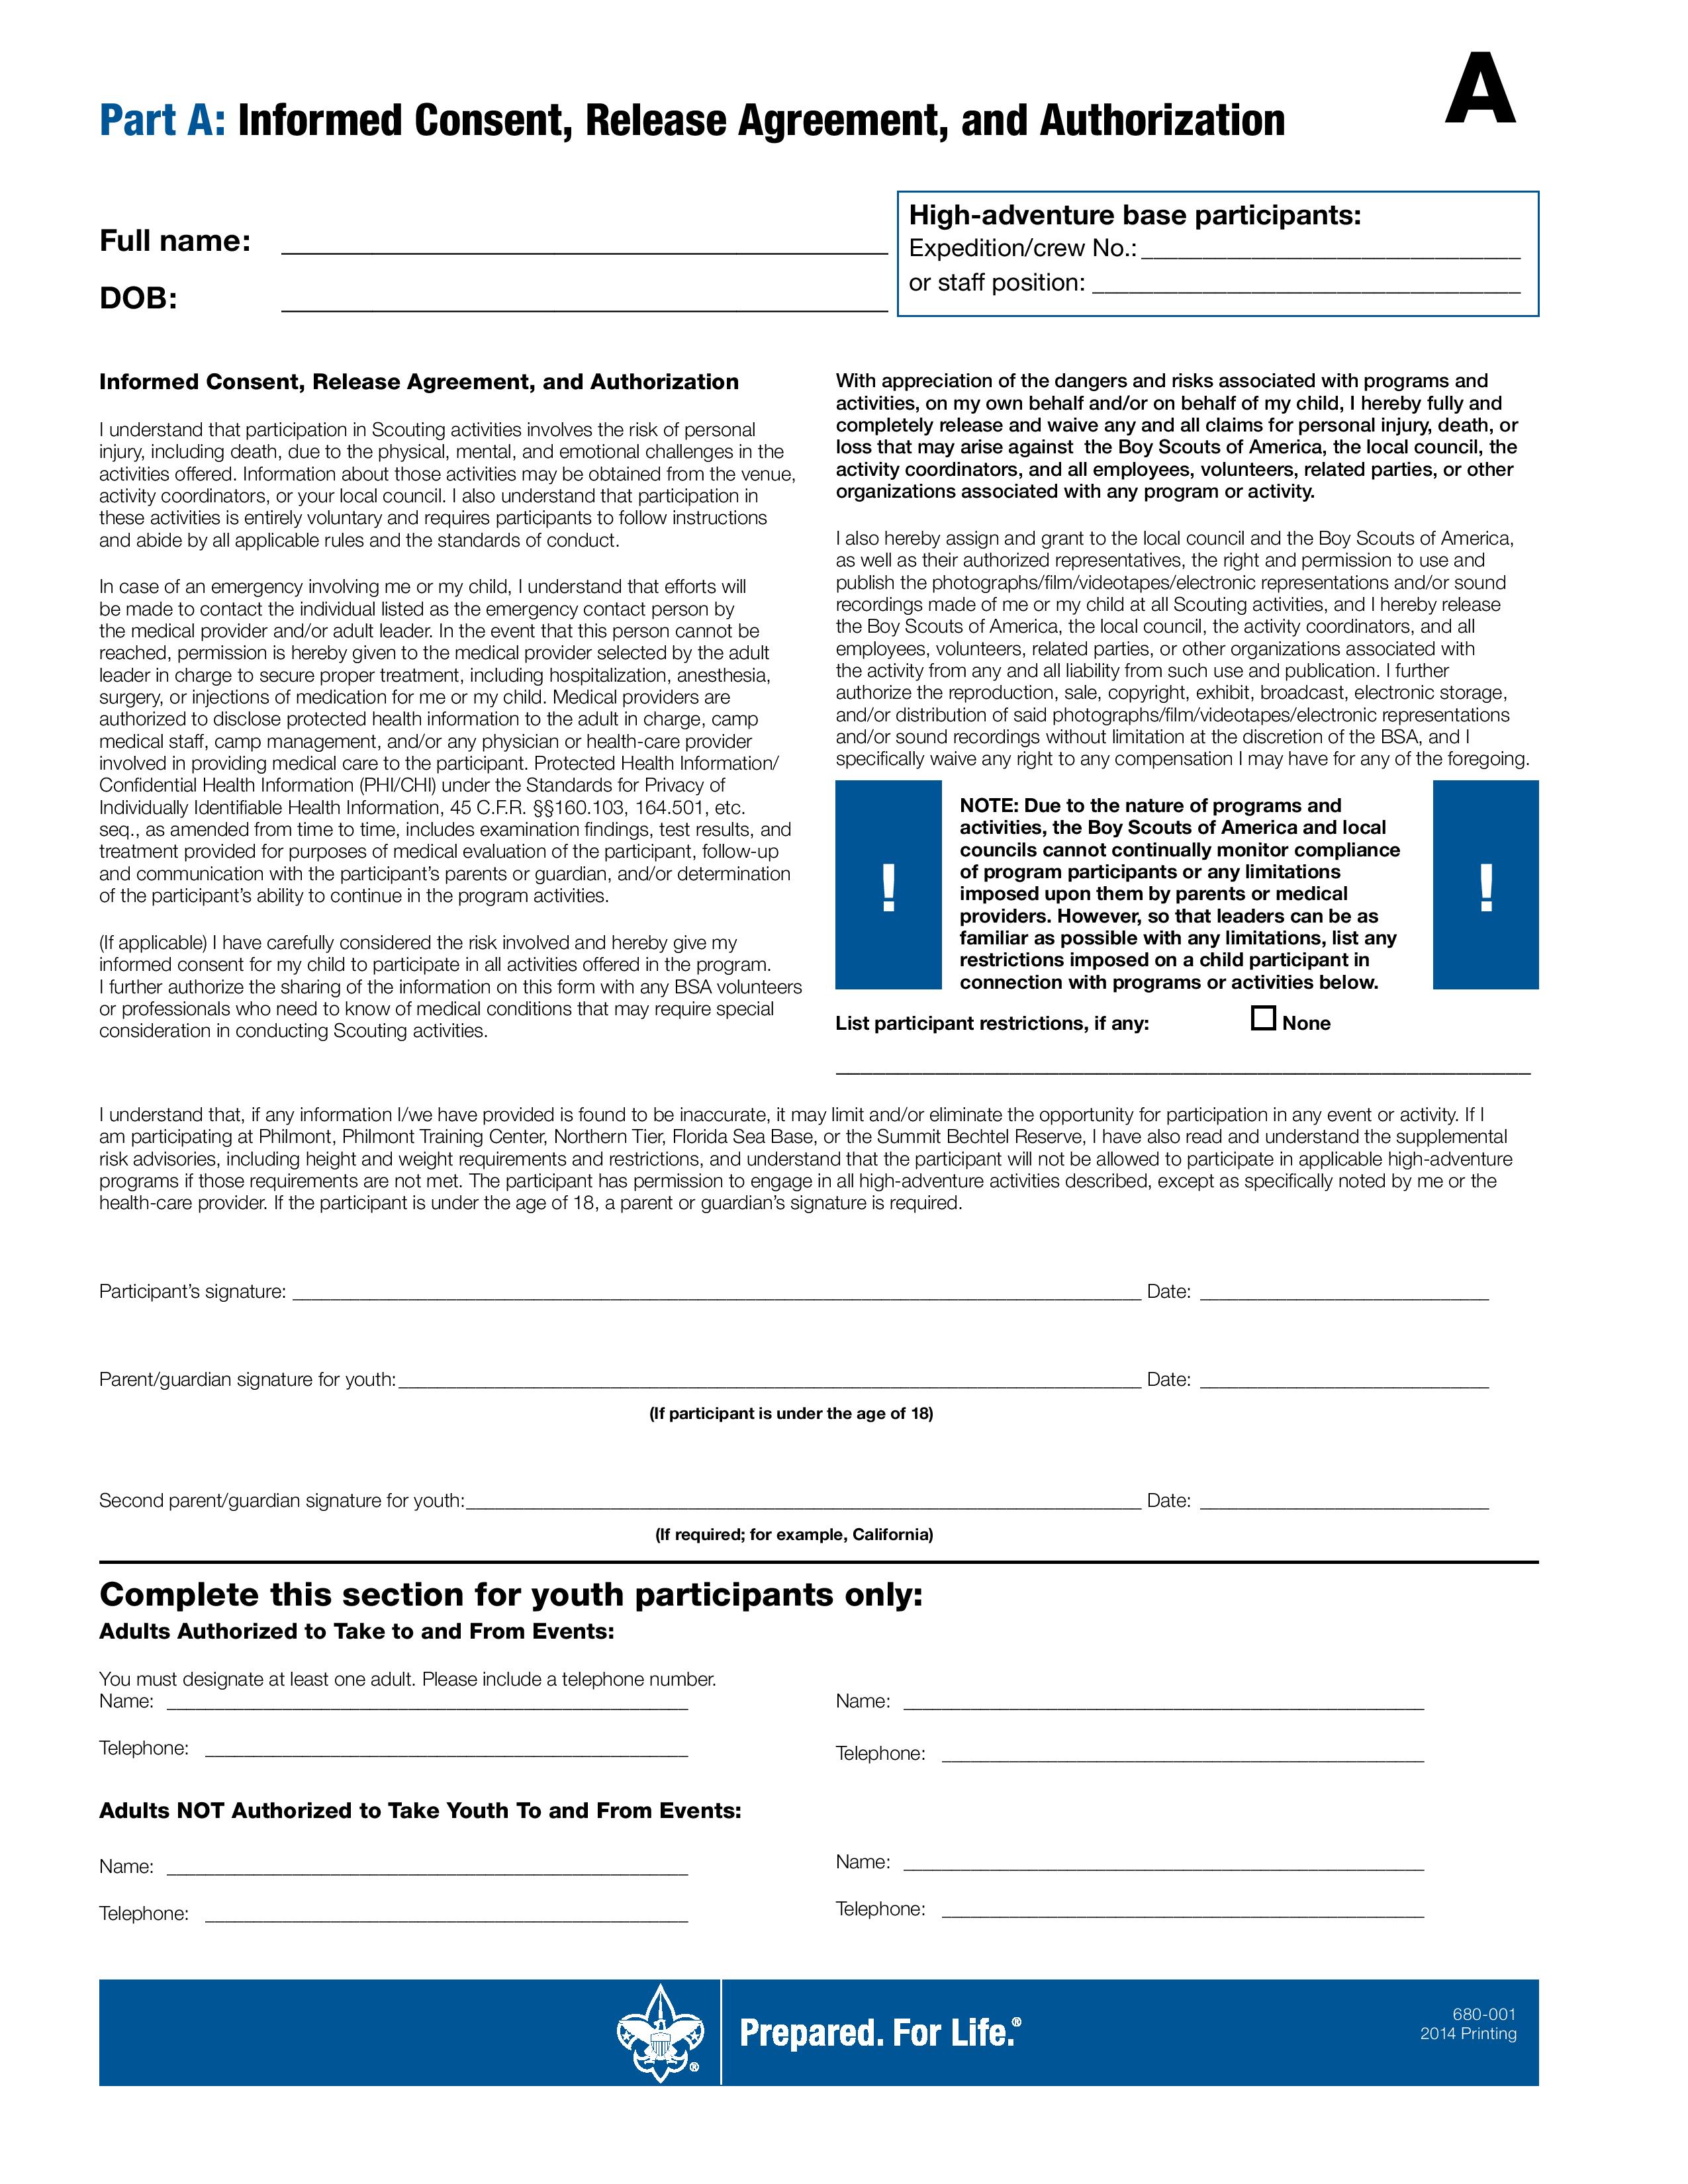 A
Part A: Informed Consent, Release Agreement, and Authorization
Full name:
DOB:
High-adventure base participants:
Expedition/crew No.:
or staff position:
Informed Consent, Release Agreement, and Authorization
I understand that participation in Scouting activities involves the risk of personal
injury, including death, due to the physical, mental, and emotional challenges in the
activities offered. Information about those activities may be obtained from the venue,
activity coordinators, or your local council. I also understand that participation in
these activities is entirely voluntary and requires participants to follow instructions
and abide by all applicable rules and the standards of conduct.
In case of an emergency involving me or my child, I understand that efforts will
be made to contact the individual listed as the emergency contact person by
the medical provider and/or adult leader. In the event that this person cannot be
reached, permission is hereby given to the medical provider selected by the adult
leader in charge to secure proper treatment, including hospitalization, anesthesia,
surgery, or injections of medication for me or my child. Medical providers are
authorized to disclose protected health information to the adult in charge, camp
medical staff, camp management, and/or any physician or health-care provider
involved in providing medical care to the participant. Protected Health Information/
Confidential Health Information (PHI/CHI) under the Standards for Privacy of
Individually Identifiable Health Information, 45 C.F.R. §§160.103, 164.501, etc.
seq., as amended from time to time, includes examination findings, test results, and
treatment provided for purposes of medical evaluation of the participant, follow-up
and communication with the participant's parents or guardian, and/or determination
of the participant's ability to continue in the program activities.
(If applicable) I have carefully considered the risk involved and hereby give my
informed consent for my child to participate in all activities offered in the program.
I further authorize the sharing of the information on this form with any BSA volunteers
or professionals who need to know of medical conditions that may require special
consideration in conducting Scouting activities.
With appreciation of the dangers and risks associated with programs and
activities, on my own behalf and/or on behalf of my child, I hereby fully and
completely release and waive any and all claims for personal injury, death, or
loss that may arise against the Boy Scouts of America, the local council, the
activity coordinators, and all employees, volunteers, related parties, or other
organizations associated with any program or activity.
I also hereby assign and grant to the local council and the Boy Scouts of America,
as well as their authorized representatives, the right and permission to use and
publish the photographs/film/videotapes/electronic representations and/or sound
recordings made of me or my child at all Scouting activities, and I hereby release
the Boy Scouts of America, the local council, the activity coordinators, and all
employees, volunteers, related parties, or other organizations associated with
the activity from any and all liability from such use and publication. I further
authorize the reproduction, sale, copyright, exhibit, broadcast, electronic storage,
and/or distribution of said photographs/film/videotapes/electronic representations
and/or sound recordings without limitation at the discretion of the BSA, and I
specifically waive any right to any compensation I may have for any of the foregoing.
!
NOTE: Due to the nature of programs and
activities, the Boy Scouts of America and local
councils cannot continually monitor compliance
of program participants or any limitations
imposed upon them by parents or medical
providers. However, so that leaders can be as
familiar as possible with any limitations, list any
restrictions imposed on a child participant in
connection with programs or activities below.
!
List participant restrictions, if any: None
I understand that, if any information I/we have provided is found to be inaccurate, it may limit and/or eliminate the opportunity for participation in any event or activity. If I
am participating at Philmont, Philmont Training Center, Northern Tier, Florida Sea Base, or the Summit Bechtel Reserve, I have also read and understand the supplemental
risk advisories, including height and weight requirements and restrictions, and understand that the participant will not be allowed to participate in applicable high-adventure
programs if those requirements are not met. The participant has permission to engage in all high-adventure activities described, except as specifically noted by me or the
health-care provider. If the participant is under the age of 18, a parent or guardian's signature is required.
Participant's signature: Date:
Parent/guardian signature for youth: Date:
(If participant is under the age of 18)
Second parent/guardian signature for youth: Date:
(If required; for example, California)
Complete this section for youth participants only:
Adults Authorized to Take to and From Events:
You must designate at least one adult. Please include a telephone number.
Name:
Name:
Telephone:
Telephone:
Adults NOT Authorized to Take Youth To and From Events:
Name:
Name:
Telephone:
Telephone:
®
Prepared. For Life.®
680-001
2014 Printing